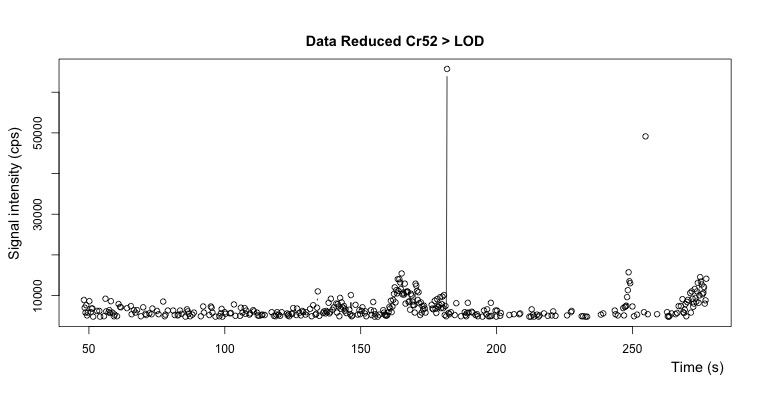 Data Reduced Cr52 > LOD
Signal intensity (cps)
50000
30000
10000
50 100 150 200 250
Time (s)